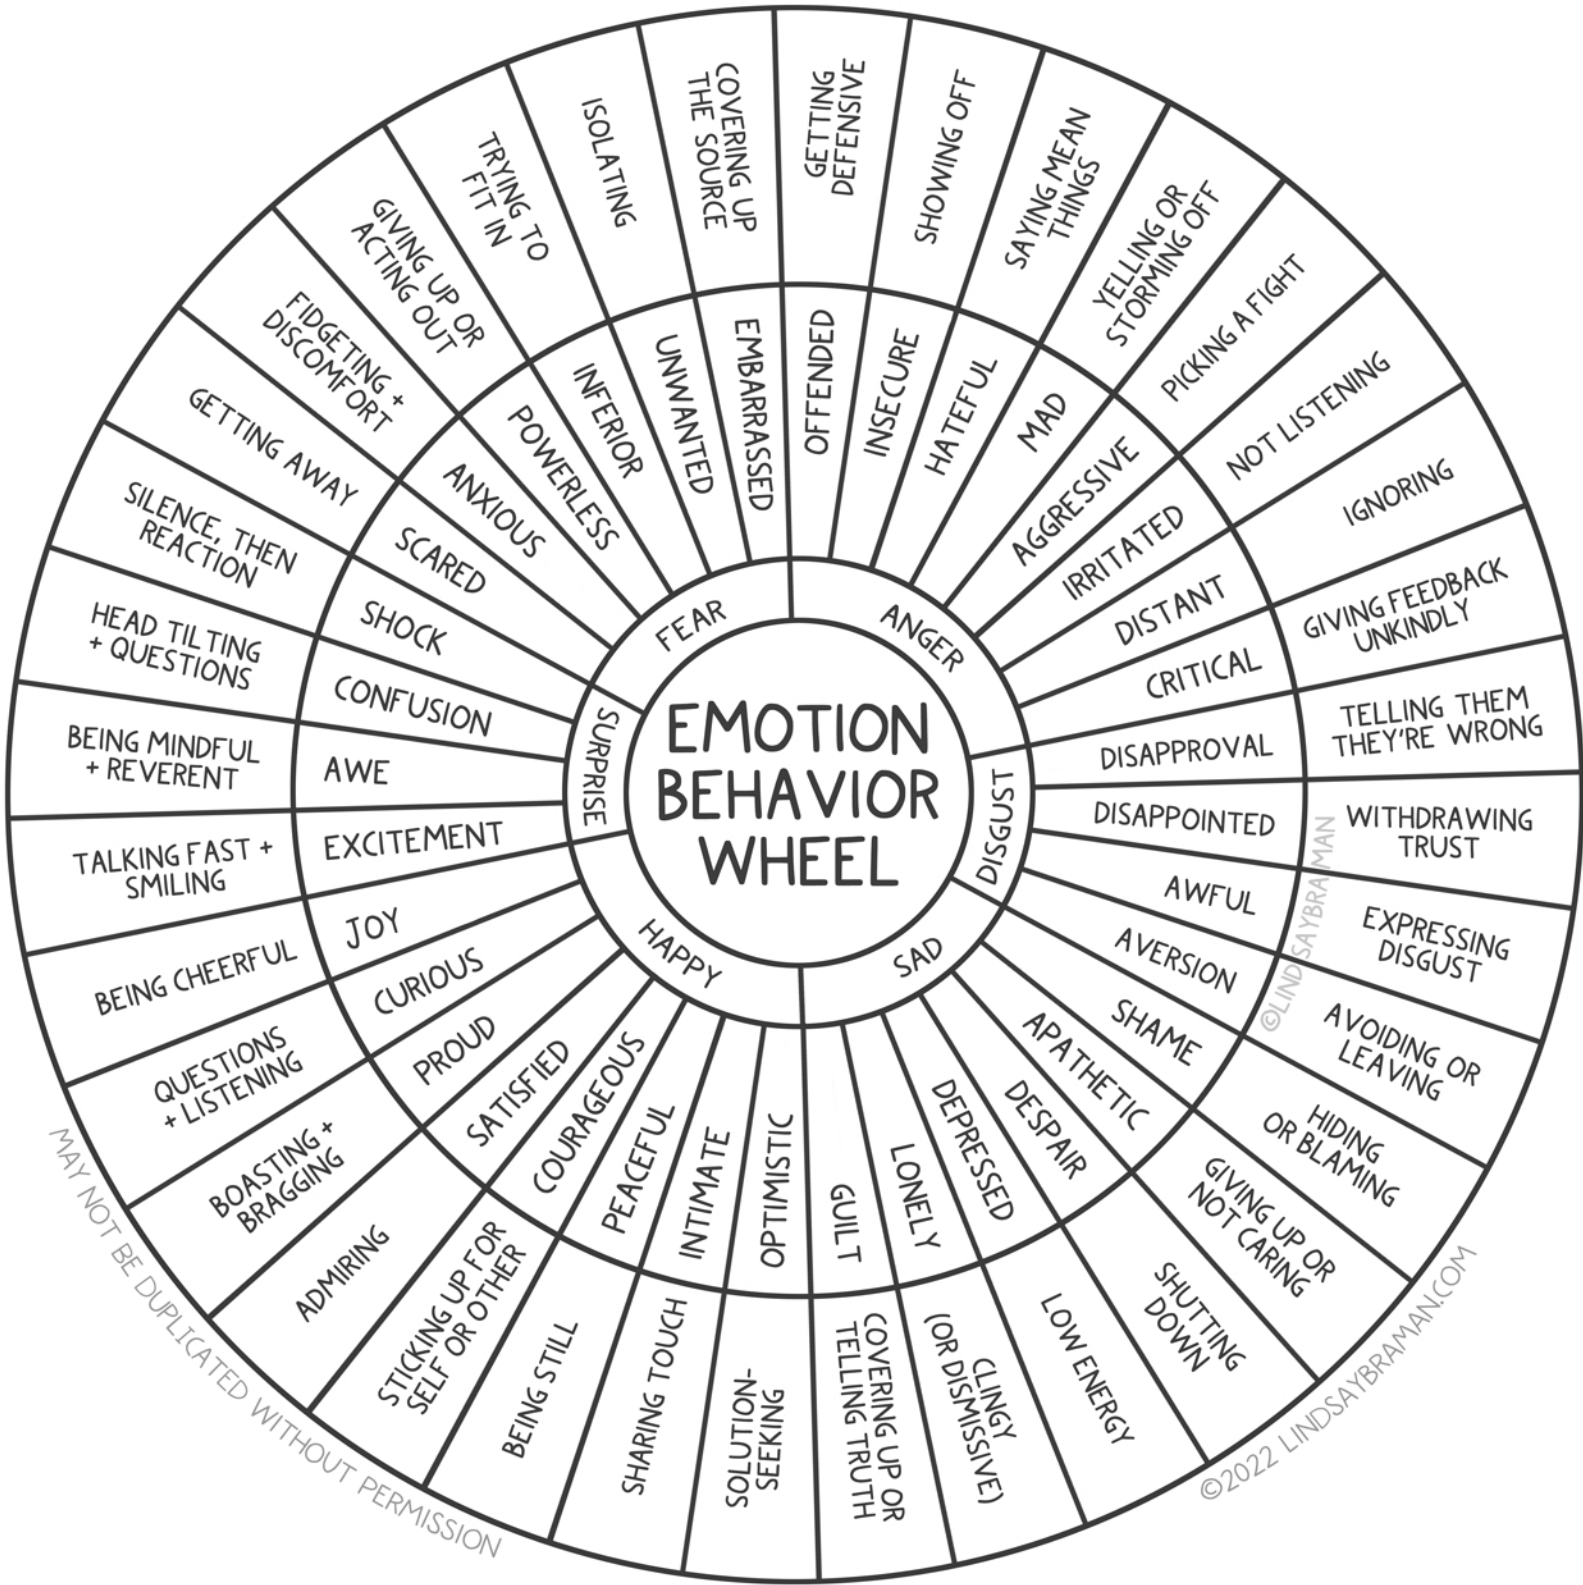 EMOTION
BEHAVIOR
WHEEL
FEAR
ANGER
DISGUST
SAD
HAPPY
SURPRISE
OFFENDED
INSECURE
HATEFUL
MAD
AGGRESSIVE
IRRITATED
DISTANT
CRITICAL
DISAPPROVAL
DISAPPOINTED
AWFUL
AVERSION
SHAME
APATHETIC
DESPAIR
DEPRESSED
LONELY
GUILT
OPTIMISTIC
INTIMATE
PEACEFUL
COURAGEOUS
SATISFIED
PROUD
CURIOUS
JOY
EXCITEMENT
AWE
CONFUSION
SHOCK
SCARED
ANXIOUS
POWERLESS
INFERIOR
UNWANTED
EMBARRASSED
GETTING
DEFENSIVE
SHOWING OFF
SAYING MEAN
THINGS
YELLING OR
STORMING OFF
PICKING A FIGHT
NOT LISTENING
IGNORING
GIVING FEEDBACK
UNKINDLY
TELLING THEM
THEY'RE WRONG
WITHDRAWING
TRUST
EXPRESSING
DISGUST
AVOIDING OR
LEAVING
HIDING
OR BLAMING
GIVING UP OR
NOT CARING
SHUTTING
DOWN
LOW ENERGY
CLINGY
(OR DISMISSIVE)
COVERING UP OR
TELLING TRUTH
SOLUTION-
SEEKING
SHARING TOUCH
BEING STILL
STICKING UP FOR
SELF OR OTHER
ADMIRING
BOASTING +
BRAGGING
QUESTIONS
+ LISTENING
BEING CHEERFUL
TALKING FAST +
SMILING
BEING MINDFUL
+ REVERENT
HEAD TILTING
+ QUESTIONS
SILENCE, THEN
REACTION
GETTING AWAY
FIDGETING +
DISCOMFORT
GIVING UP OR
ACTING OUT
TRYING TO
FIT IN
ISOLATING
COVERING UP
THE SOURCE
©LINDSAYBRAMAN
MAY NOT BE DUPLICATED WITHOUT PERMISSION
©2022 LINDSAYBRAMAN.COM